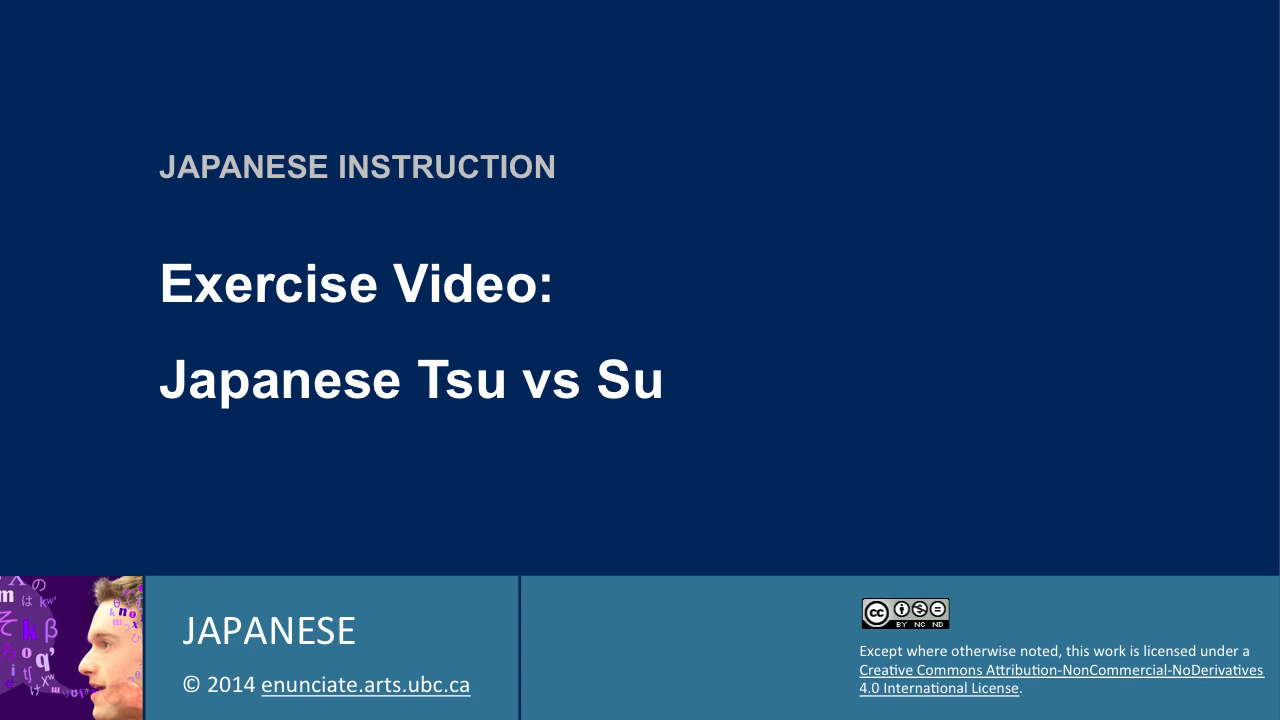 JAPANESE INSTRUCTION
Exercise Video:
Japanese Tsu vs Su
JAPANESE
© 2014 enunciate.arts.ubc.ca
cc
BY NC ND
Except where otherwise noted, this work is licensed under a
Creative Commons Attribution-NonCommercial-NoDerivatives
4.0 International License.